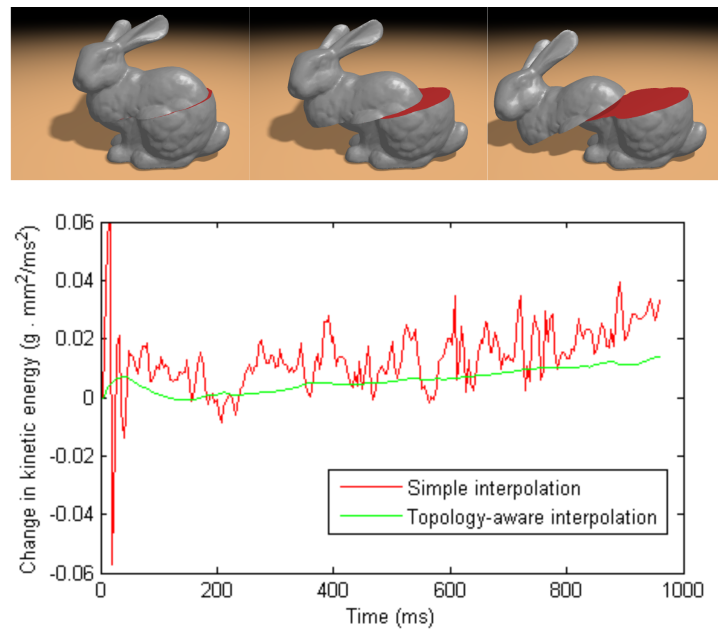 0.06
0.04
0.02
0
-0.02
-0.04
-0.06
Change in kinetic energy (g . mm²/ms²)
Simple interpolation
Topology-aware interpolation
0 200 400 600 800 1000
Time (ms)